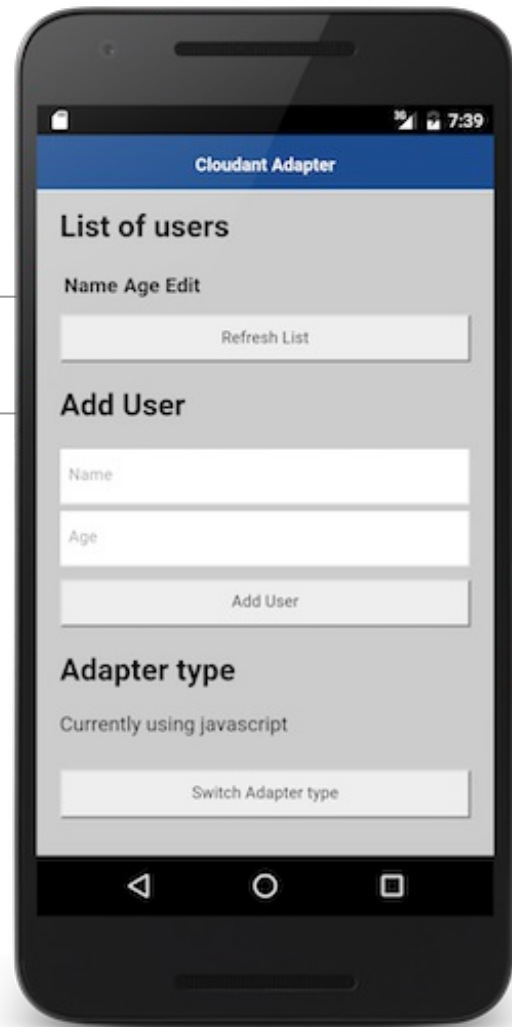 3G 7:39
Cloudant Adapter
List of users
Name Age Edit
Refresh List
Add User
Name
Age
Add User
Adapter type
Currently using javascript
Switch Adapter type